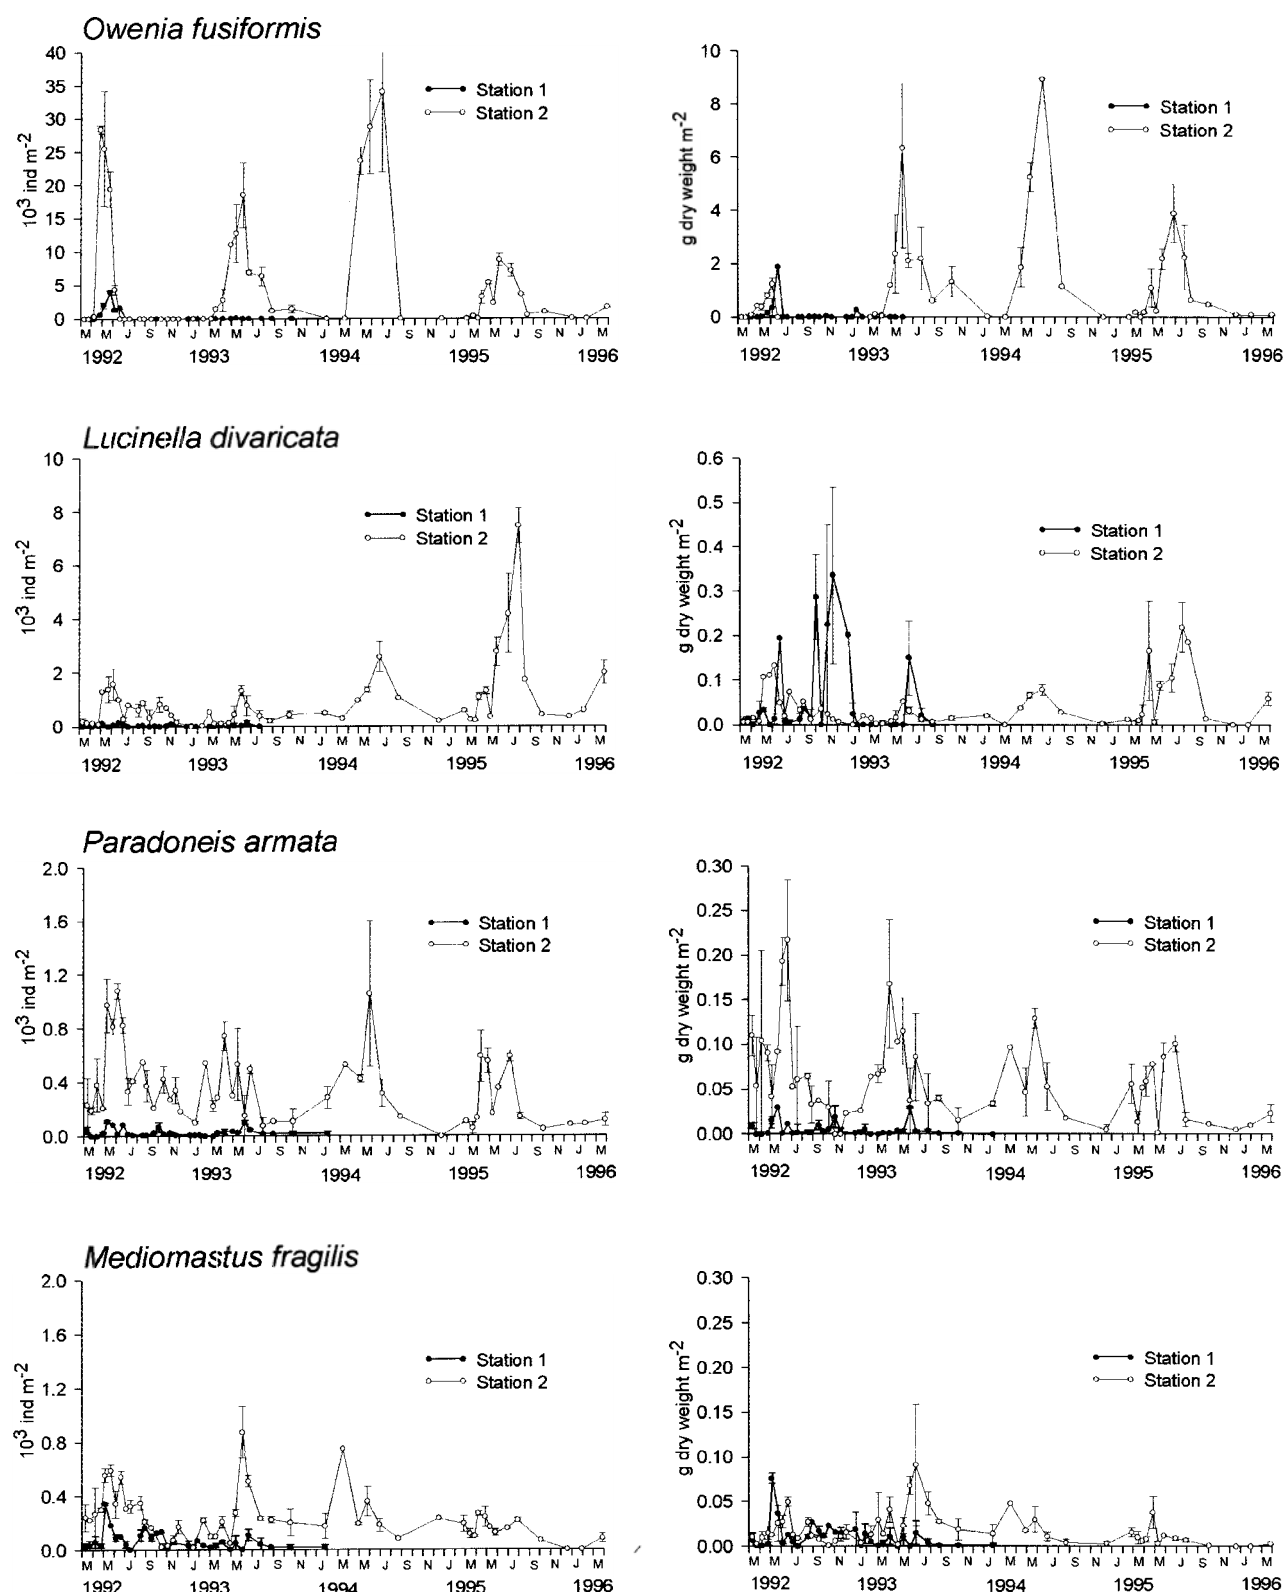 Owenia fusiformis
40
35
30
25
20
15
10
5
0
10³ ind m⁻²
Station 1
Station 2
M M J S N J M M J S N J M M J S N J M M J S N J M
1992 1993 1994 1995 1996
10
8
6
4
2
0
g dry weight m⁻²
Station 1
Station 2
M M J S N J M M J S N J M M J S N J M M J S N J M
1992 1993 1994 1995 1996
Lucinella divaricata
10
8
6
4
2
0
10³ ind m⁻²
Station 1
Station 2
M M J S N J M M J S N J M M J S N J M M J S N J M
1992 1993 1994 1995 1996
0.6
0.5
0.4
0.3
0.2
0.1
0.0
g dry weight m⁻²
Station 1
Station 2
M M J S N J M M J S N J M M J S N J M M J S N J M
1992 1993 1994 1995 1996
Paradoneis armata
2.0
1.6
1.2
0.8
0.4
0.0
10³ ind m⁻²
Station 1
Station 2
M M J S N J M M J S N J M M J S N J M M J S N J M
1992 1993 1994 1995 1996
0.30
0.25
0.20
0.15
0.10
0.05
0.00
g dry weight m⁻²
Station 1
Station 2
M M J S N J M M J S N J M M J S N J M M J S N J M
1992 1993 1994 1995 1996
Mediomastus fragilis
2.0
1.6
1.2
0.8
0.4
0.0
10³ ind m⁻²
Station 1
Station 2
M M J S N J M M J S N J M M J S N J M M J S N J M
1992 1993 1994 1995 1996
0.30
0.25
0.20
0.15
0.10
0.05
0.00
g dry weight m⁻²
Station 1
Station 2
M M J S N J M M J S N J M M J S N J M M J S N J M
1992 1993 1994 1995 1996